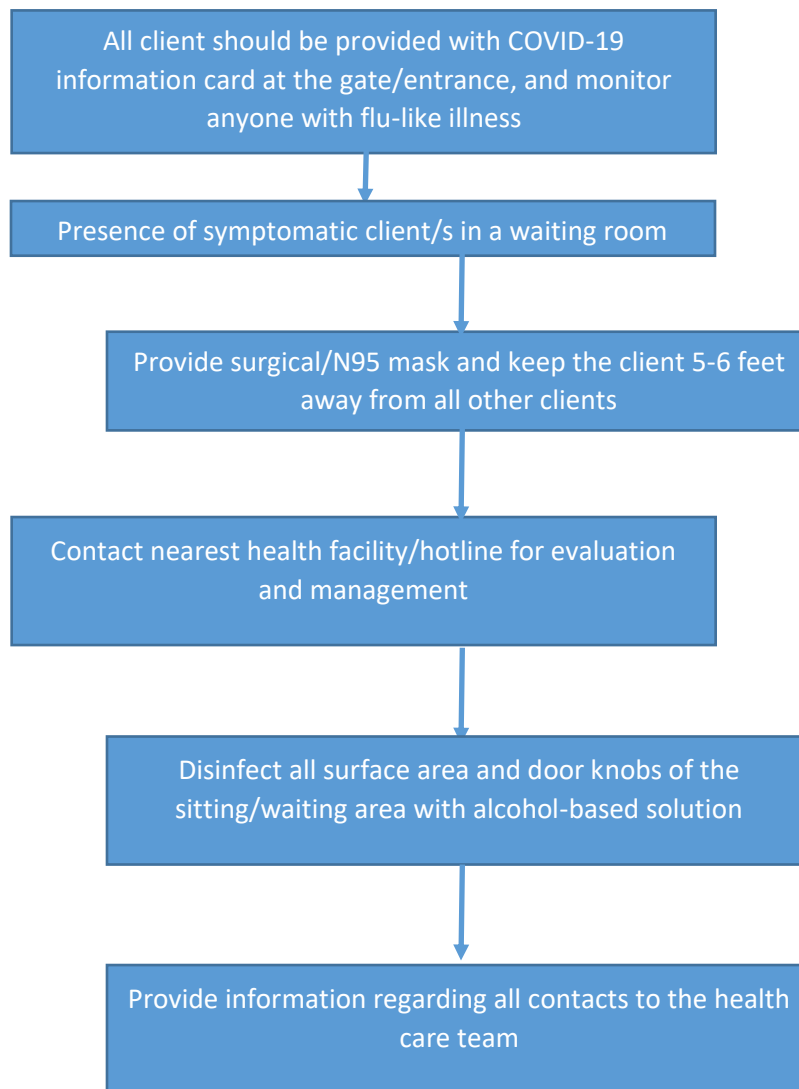 All client should be provided with COVID-19
information card at the gate/entrance, and monitor
anyone with flu-like illness
Presence of symptomatic client/s in a waiting room
Provide surgical/N95 mask and keep the client 5-6 feet
away from all other clients
Contact nearest health facility/hotline for evaluation
and management
Disinfect all surface area and door knobs of the
sitting/waiting area with alcohol-based solution
Provide information regarding all contacts to the health
care team